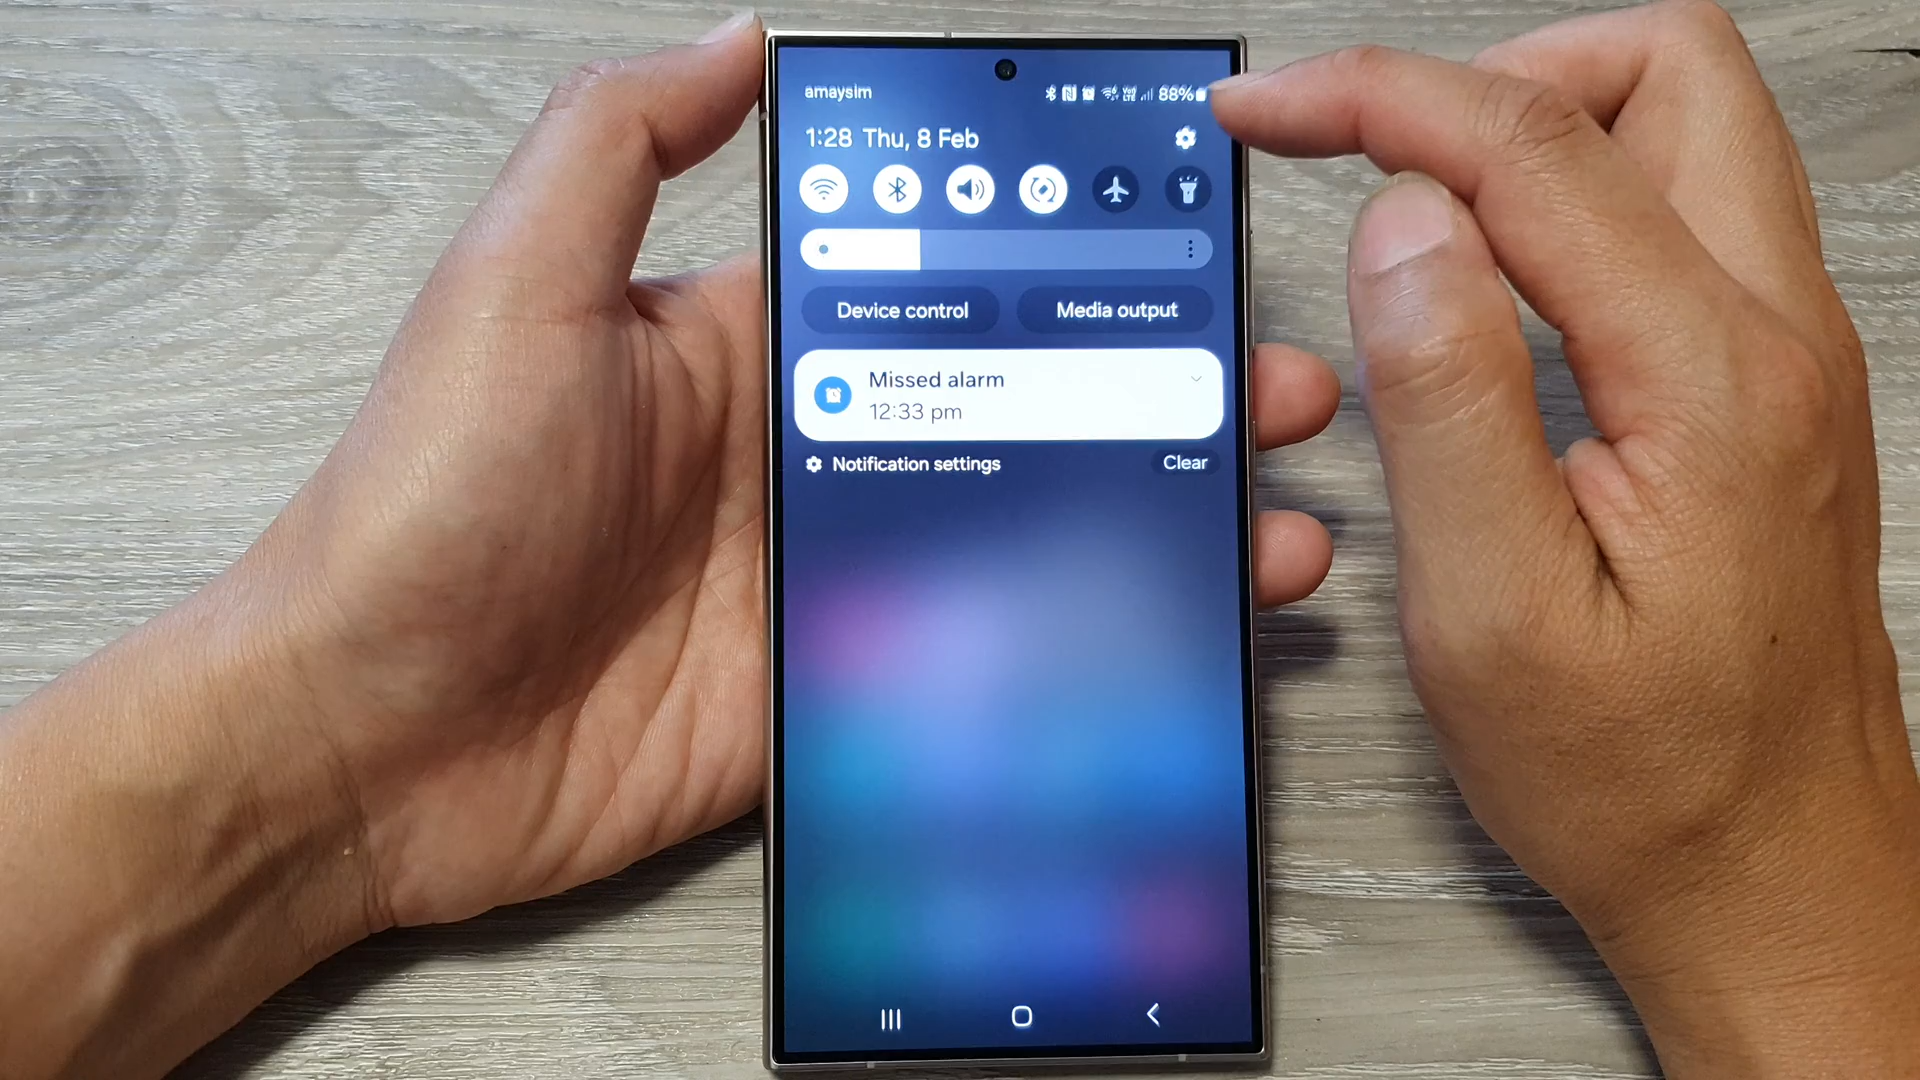 amaysim
88%
1:28 Thu, 8 Feb
Device control
Media output
Missed alarm
12:33 pm
Notification settings
Clear